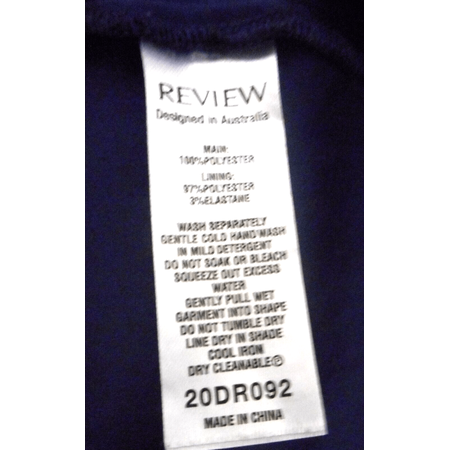 REVIEW
Designed in Australia
MAIN:
100%POLYESTER
LINING:
97%POLYESTER
3%ELASTANE
WASH SEPARATELY
GENTLE COLD HANDWASH
IN MILD DETERGENT
DO NOT SOAK OR BLEACH
SQUEEZE OUT EXCESS
WATER
GENTLY PULL WET
GARMENT INTO SHAPE
DO NOT TUMBLE DRY
LINE DRY IN SHADE
COOL IRON
DRY CLEANABLE Ⓟ
20DR092
MADE IN CHINA